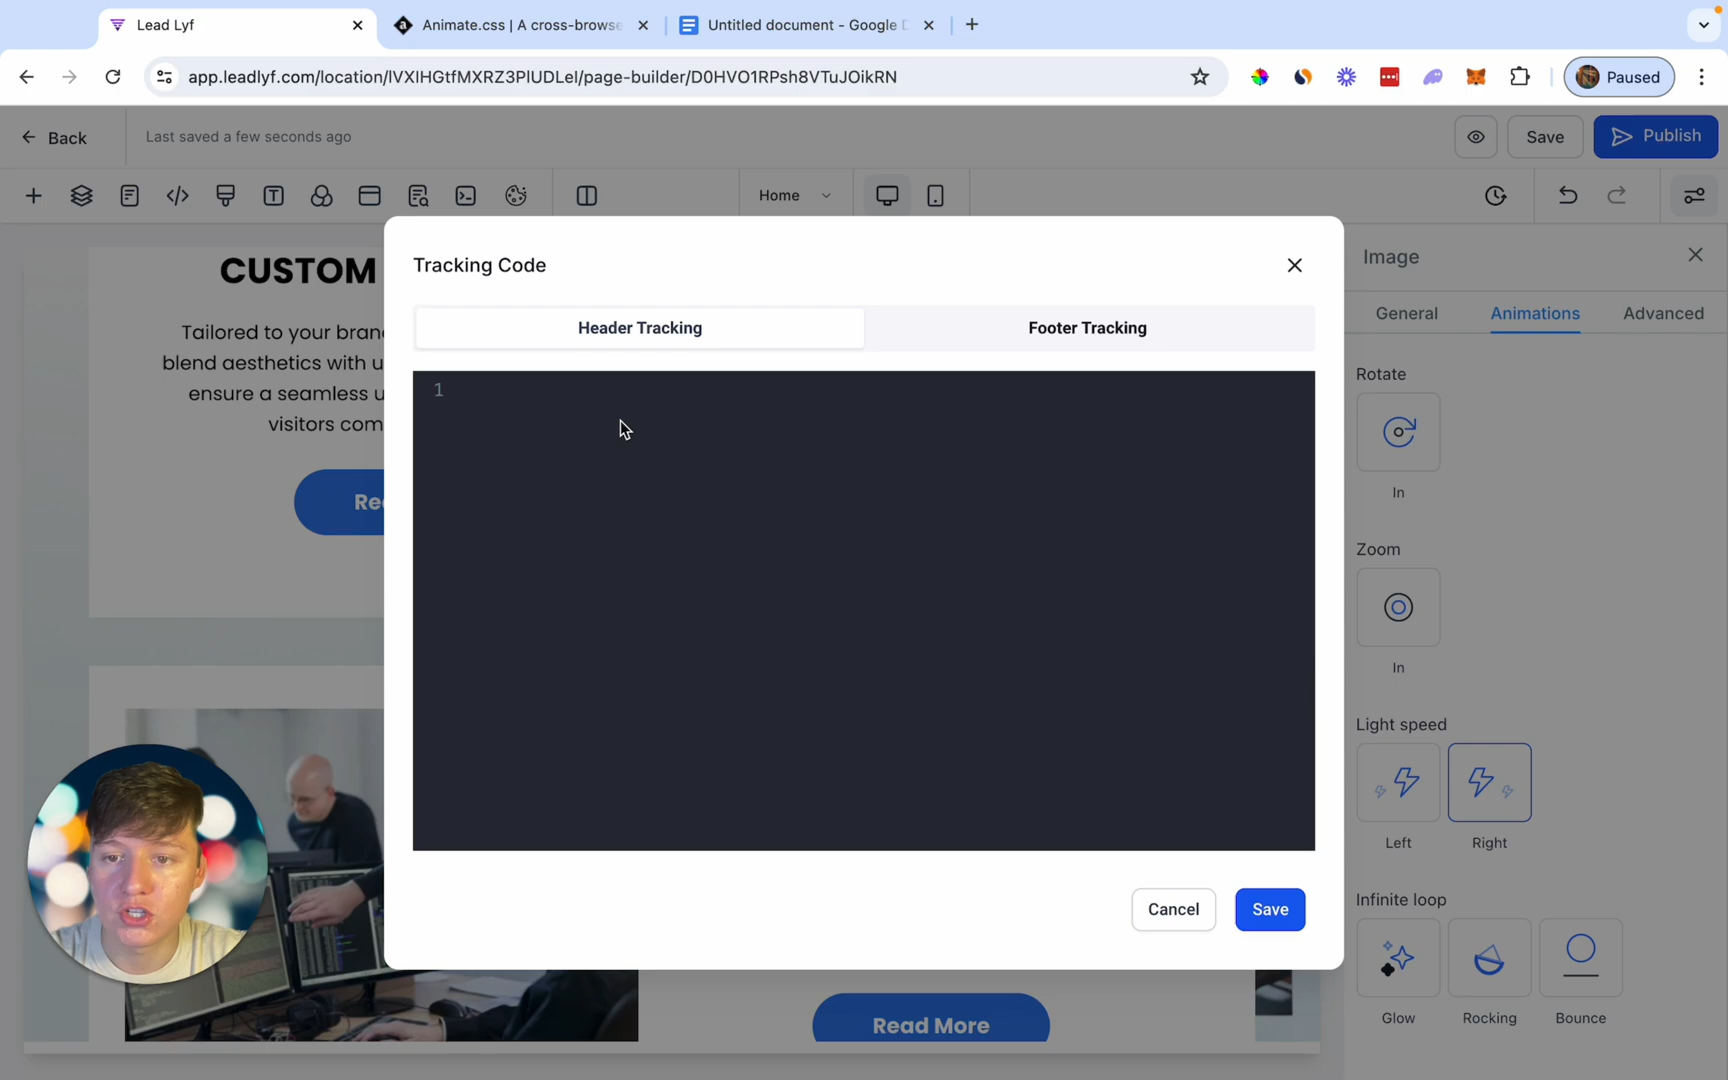 Lead Lyf
Animate.css | A cross-browse
Untitled document - Google D
app.leadlyf.com/location/lVXlHGtfMXRZ3PlUDLel/page-builder/D0HVO1RPsh8VTuJOikRN
Paused
Back
Last saved a few seconds ago
Save
Publish
Home
CUSTOM
Tailored to your bran
blend aesthetics with u
ensure a seamless u
visitors com
Re
Tracking Code
Header Tracking
Footer Tracking
1
Cancel
Save
Read More
Image
General
Animations
Advanced
Rotate
In
Zoom
In
Light speed
Left
Right
Infinite loop
Glow
Rocking
Bounce